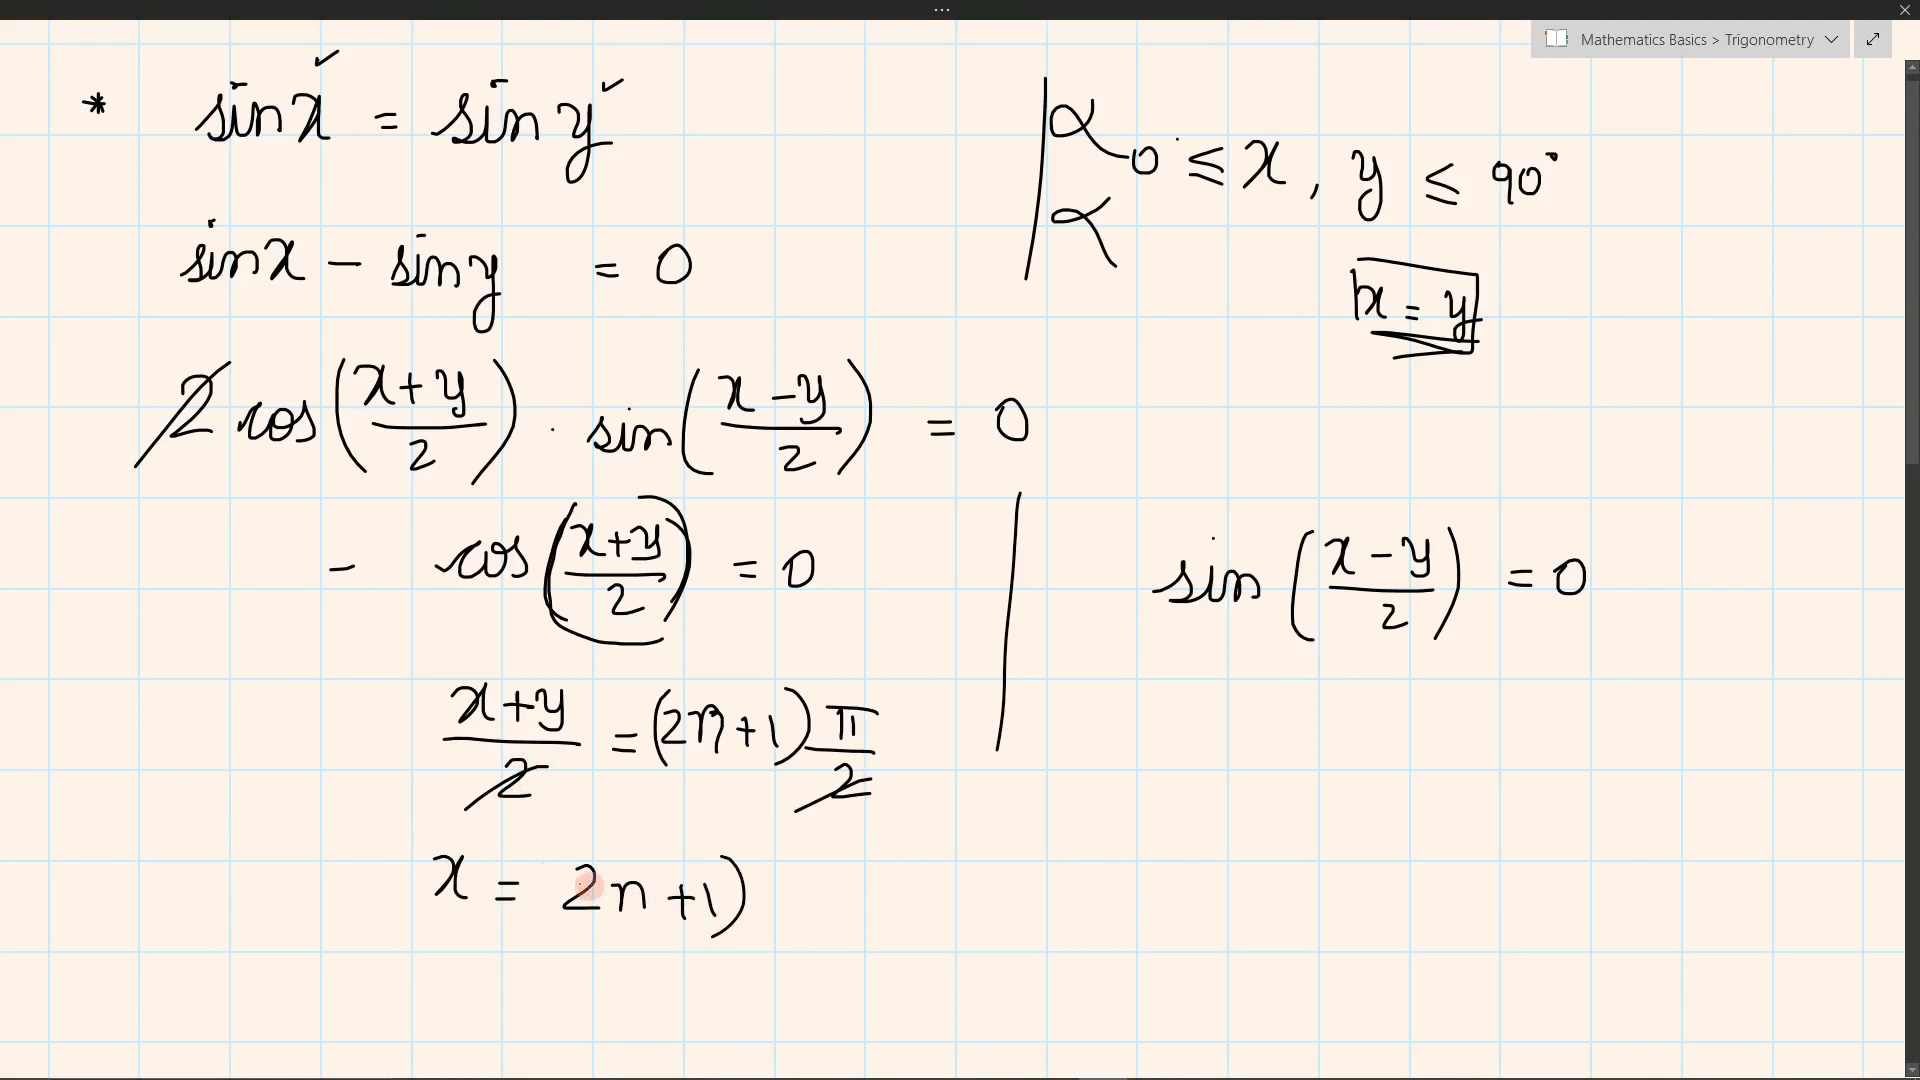 ...
Mathematics Basics > Trigonometry
* sin x = sin y
sin x - sin y = 0
2 cos((x+y)/2) . sin((x-y)/2) = 0
- cos((x+y)/2) = 0
(x+y)/2 = (2n+1) π/2
x = 2n+1)
α
0° ≤ x, y ≤ 90°
α
x = y
sin((x-y)/2) = 0